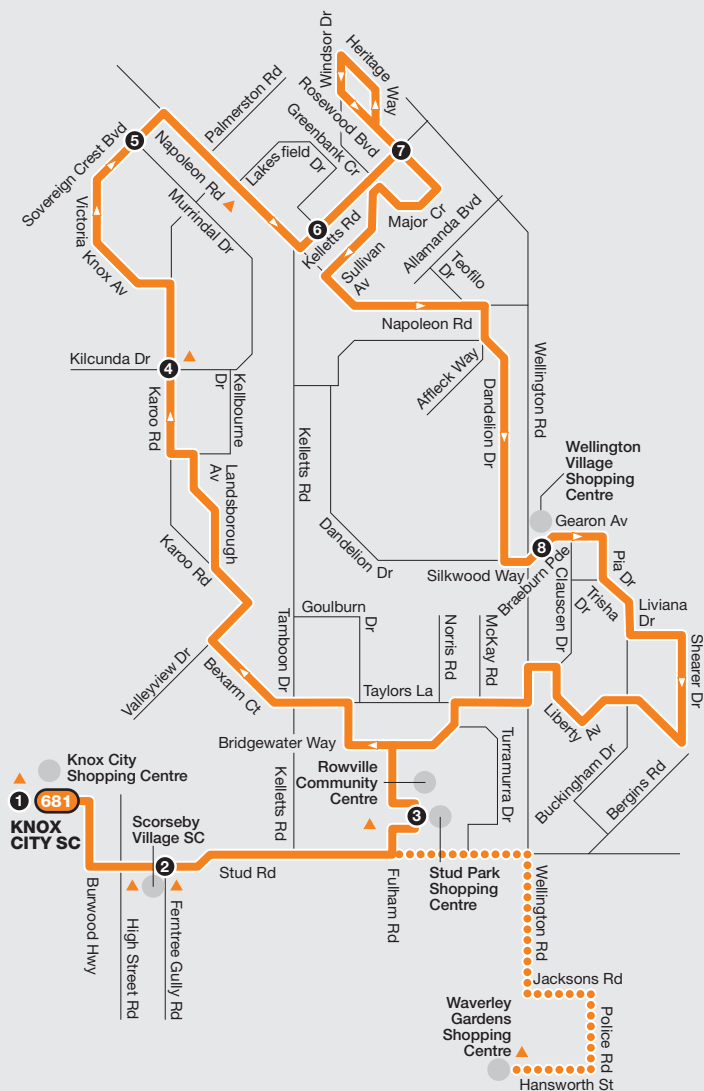 Windsor Dr
Heritage
Way
Rosewood Bvd
Greenbank Cr
Palmerston Rd
Sovereign Crest Bvd
5
Napoleon Rd
Lakes field
Dr
7
Murrindal Dr
Victoria
Knox Av
6
Kelletts Rd
Major Cr
Allamanda Bvd
Sullivan
Av
Teofilo
Dr
Napoleon Rd
Kilcunda Dr
4
Karoo Rd
Kellbourne
Dr
Affleck Way
Wellington Rd
Dandelion Dr
Kelletts Rd
Landsborough
Av
Wellington
Village
Shopping
Centre
Karoo Rd
Dandelion Dr
Gearon Av
8
Silkwood Way
Braeburn Pde
Clauscen Dr
Pia Dr
Trisha
Dr
Liviana
Dr
Shearer Dr
Goulburn
Dr
Norris Rd
McKay Rd
Tamboon Dr
Valleyview Dr
Bexarm Ct
Taylors La
Liberty
Av
Bridgewater Way
Buckingham Dr
Bergins Rd
Turramurra Dr
Kelletts Rd
Rowville
Community
Centre
Knox City
Shopping Centre
1
681
KNOX
CITY SC
Scorseby
Village SC
3
2
Stud Rd
Stud Park
Shopping
Centre
Burwood Hwy
High Street Rd
Ferntree Gully Rd
Fulham Rd
Wellington Rd
Jacksons Rd
Waverley
Gardens
Shopping
Centre
Police Rd
Hansworth St